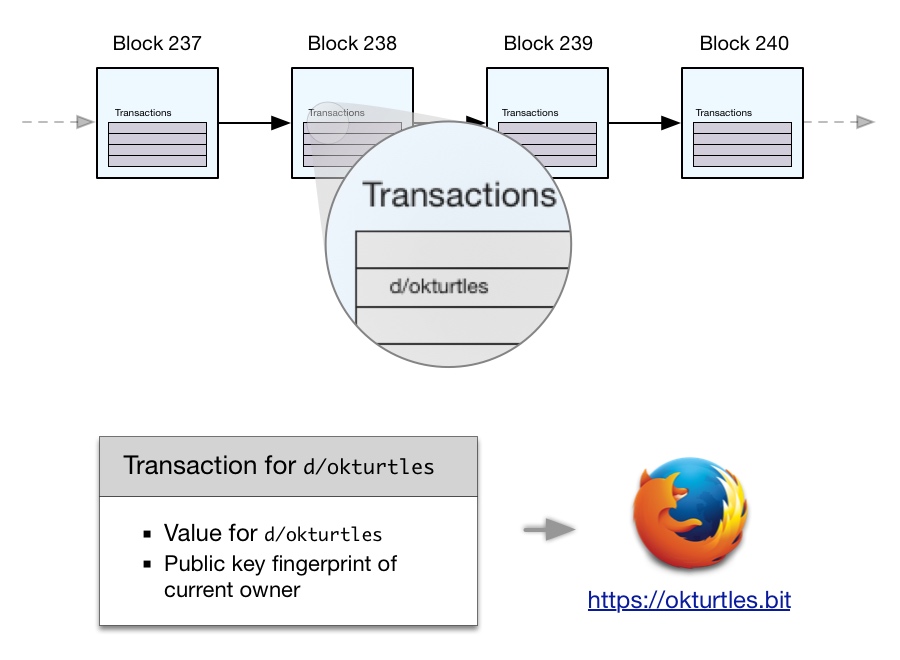 Block 237
Block 238
Block 239
Block 240
Transactions
Transactions
Transactions
Transactions
Transactions
d/okturtles
Transaction for d/okturtles
▪ Value for d/okturtles
▪ Public key fingerprint of
current owner
https://okturtles.bit